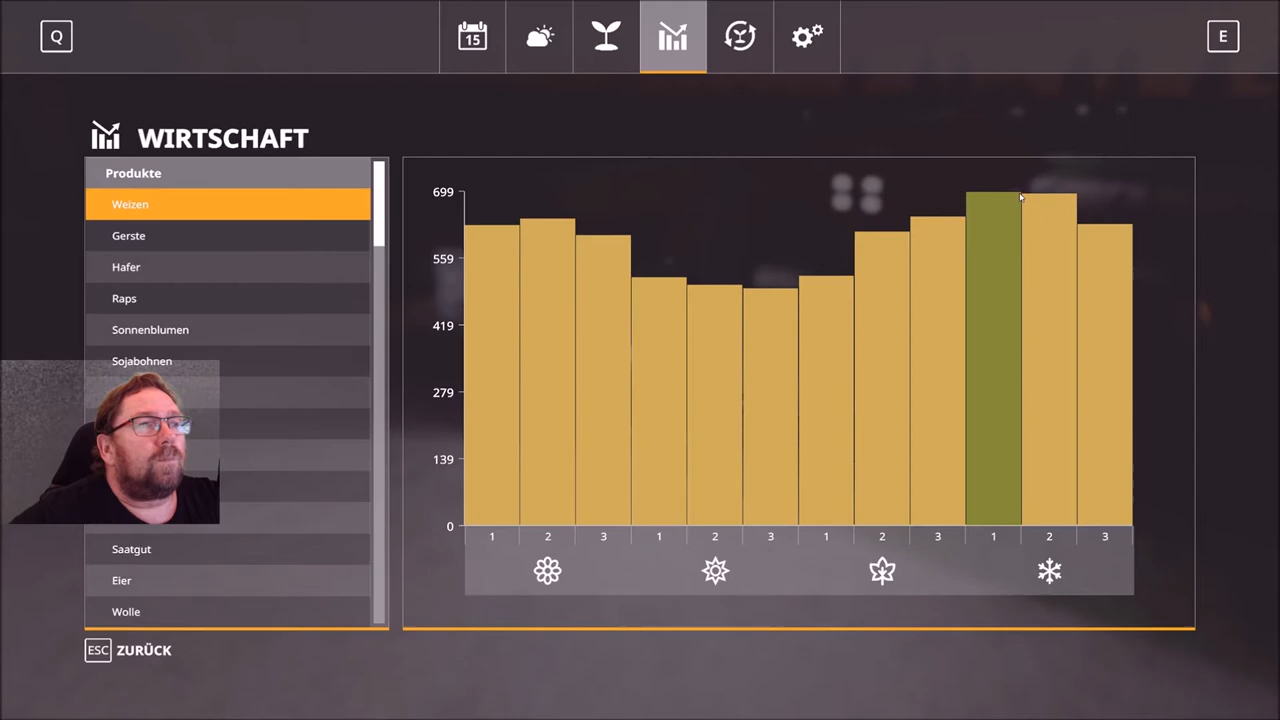 Q
15
E
WIRTSCHAFT
Produkte
Weizen
Gerste
Hafer
Raps
Sonnenblumen
Sojabohnen
Saatgut
Eier
Wolle
699
559
419
279
139
0
1 2 3 1 2 3 1 2 3 1 2 3
ESC ZURÜCK